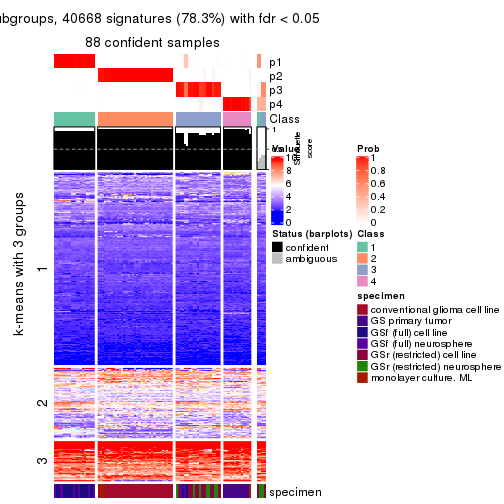 ubgroups, 40668 signatures (78.3%) with fdr < 0.05
88 confident samples
p1
p2
p3
p4
Class
1
Silhouette
score
Value
10
8
6
4
2
0
Prob
1
0.8
0.6
0.4
0.2
0
Status (barplots)
confident
ambiguous
Class
1
2
3
4
specimen
conventional glioma cell line
GS primary tumor
GSf (full) cell line
GSf (full) neurosphere
GSr (restricted) cell line
GSr (restricted) neurosphere
monolayer culture. ML
k-means with 3 groups
1
2
3
specimen